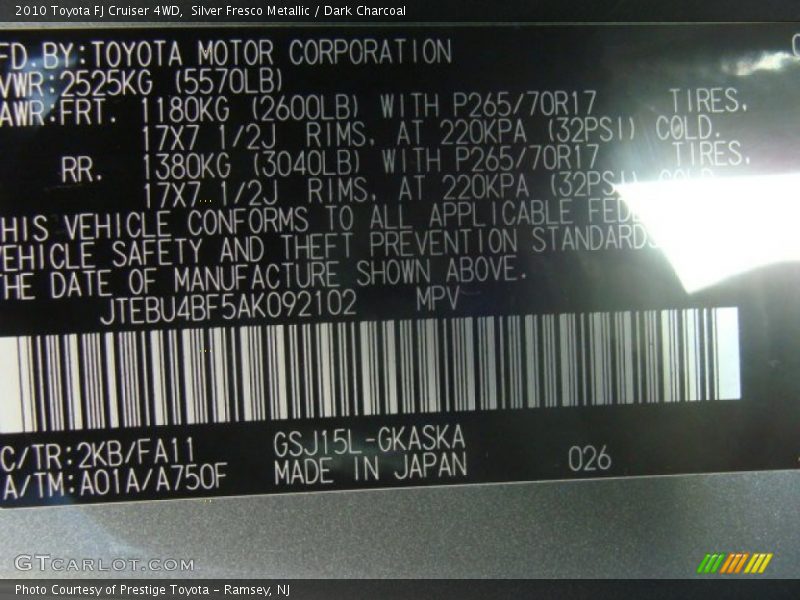 2010 Toyota FJ Cruiser 4WD, Silver Fresco Metallic / Dark Charcoal
FD.BY:TOYOTA MOTOR CORPORATION
VWR:2525KG (5570LB)
AWR:FRT. 1180KG (2600LB) WITH P265/70R17 TIRES,
17X7 1/2J RIMS, AT 220KPA (32PSI) COLD.
RR. 1380KG (3040LB) WITH P265/70R17 TIRES,
17X7 1/2J RIMS, AT 220KPA (32PSI COLD
HIS VEHICLE CONFORMS TO ALL APPLICABLE FEDE
VEHICLE SAFETY AND THEFT PREVENTION STANDARDS
HE DATE OF MANUFACTURE SHOWN ABOVE.
JTEBU4BF5AK092102 MPV
C/TR:2KB/FA11 GSJ15L-GKASKA
A/TM:A01A/A750F MADE IN JAPAN 026
GTCARLOT.COM
Photo Courtesy of Prestige Toyota - Ramsey, NJ